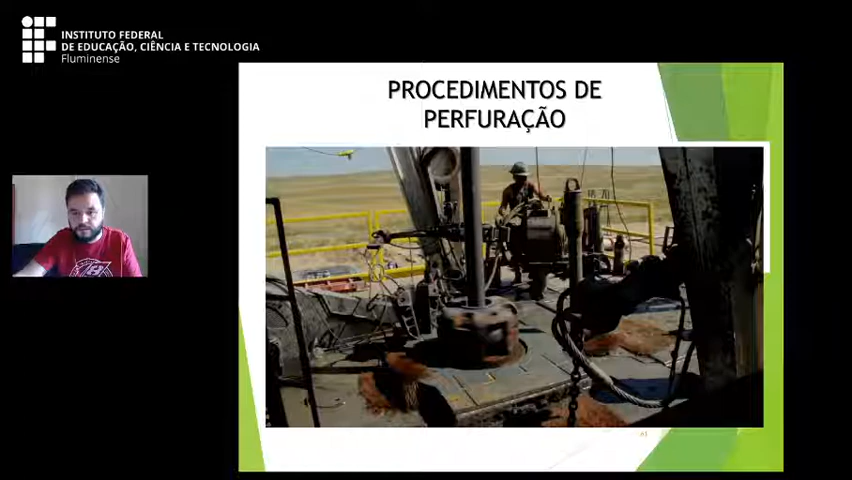 INSTITUTO FEDERAL
DE EDUCAÇÃO, CIÊNCIA E TECNOLOGIA
Fluminense
PROCEDIMENTOS DE
PERFURAÇÃO